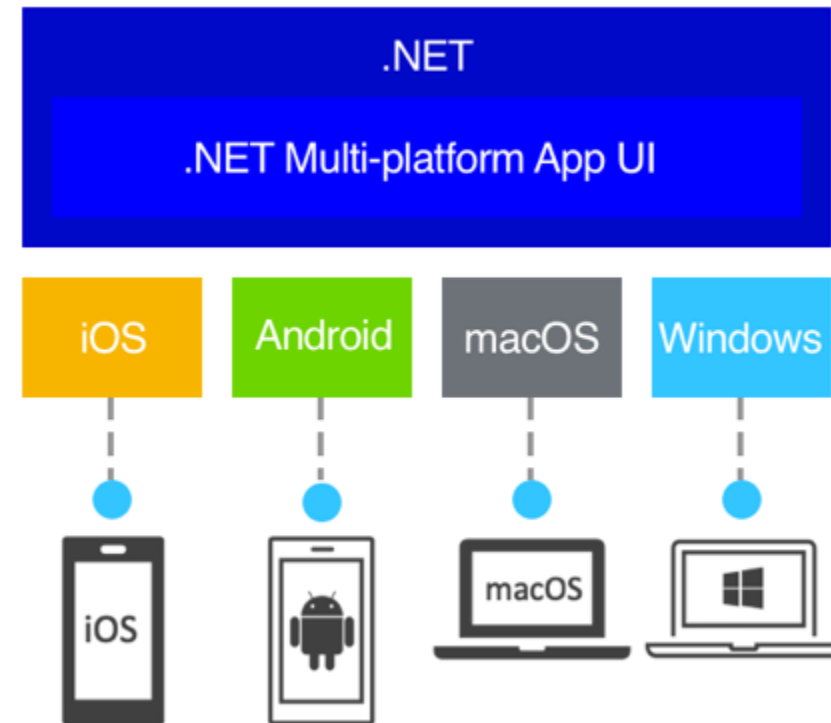 .NET
.NET Multi-platform App UI
iOS
Android
macOS
Windows
iOS
macOS